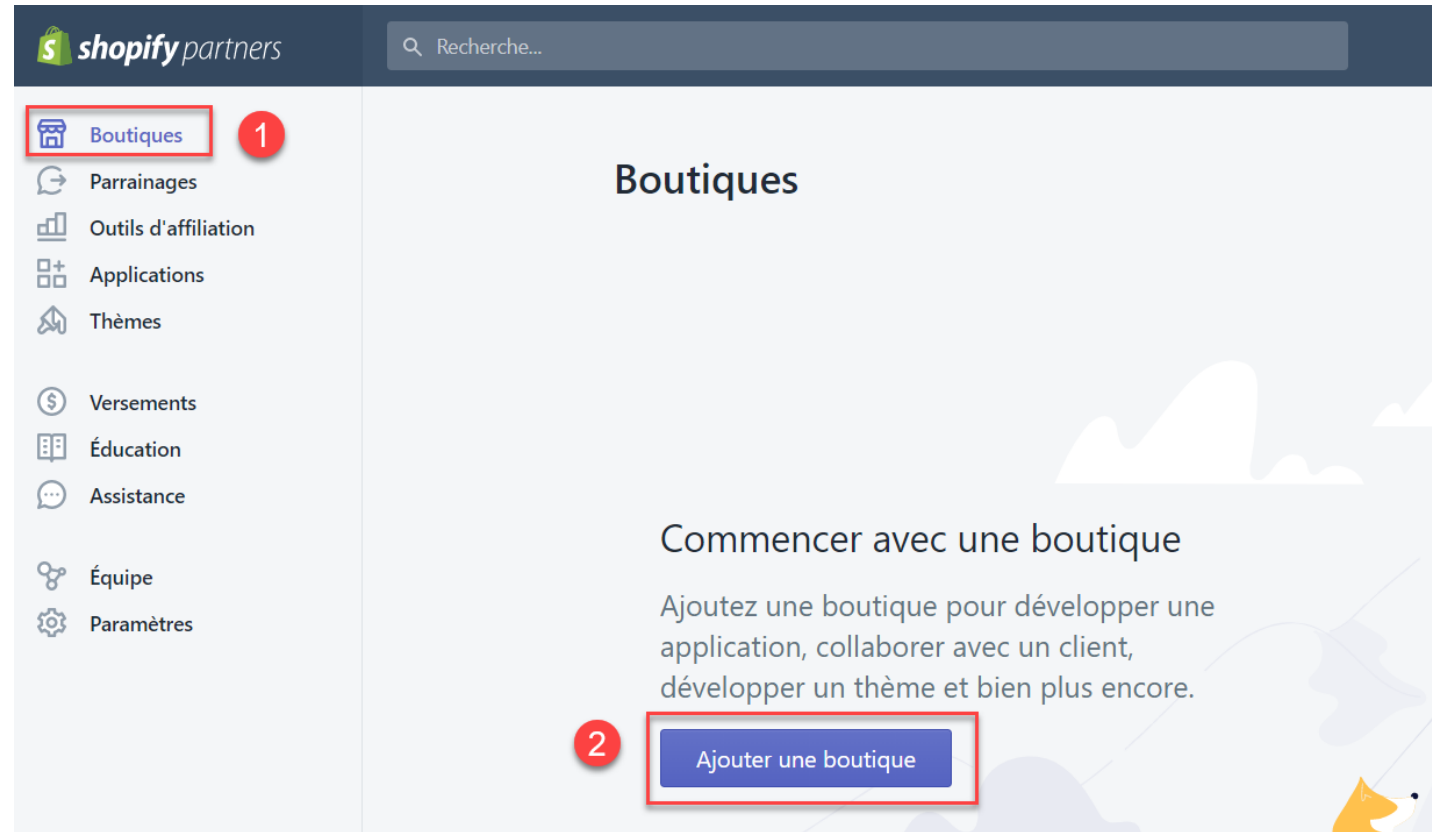 shopify partners
Recherche...
Boutiques
1
Parrainages
Outils d'affiliation
Applications
Thèmes
Versements
Éducation
Assistance
Équipe
Paramètres
Boutiques
Commencer avec une boutique
Ajoutez une boutique pour développer une
application, collaborer avec un client,
développer un thème et bien plus encore.
2
Ajouter une boutique